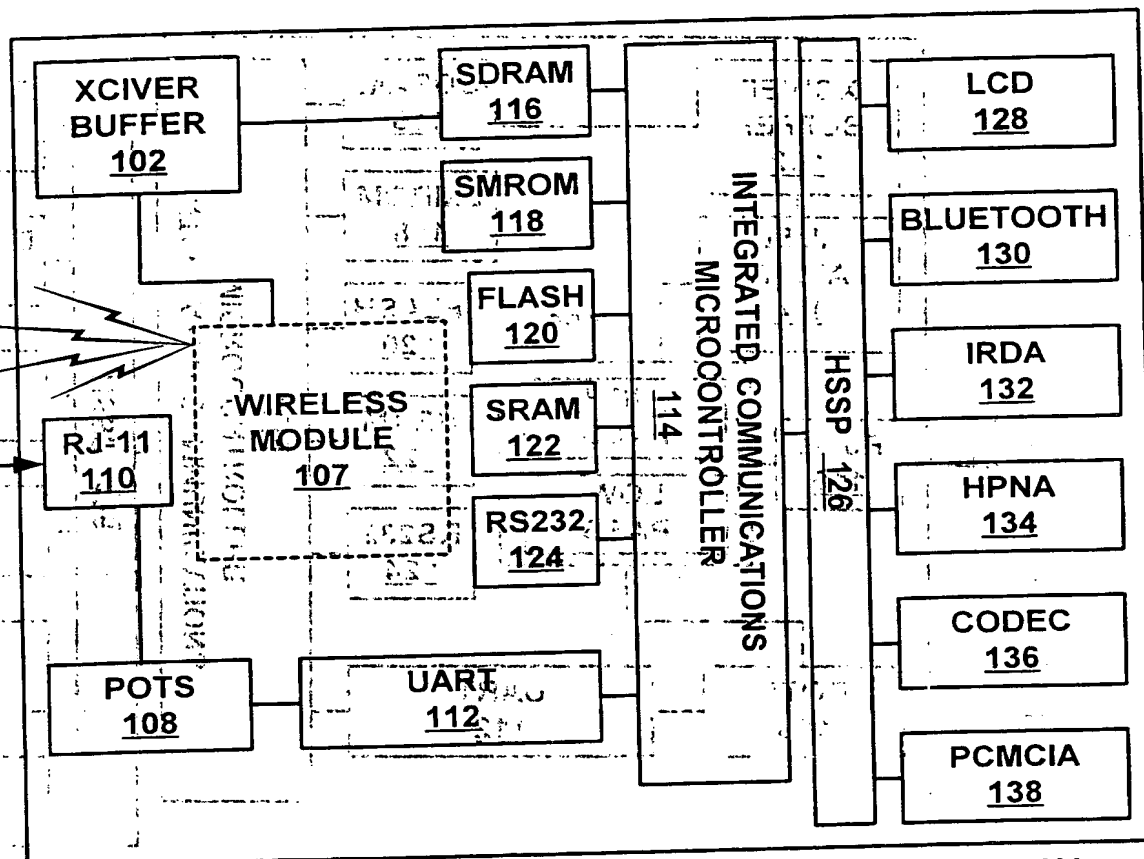 XCIVER
BUFFER
102
SDRAM
116
SMROM
118
FLASH
120
SRAM
122
RS232
124
WIRELESS
MODULE
107
RJ-11
110
POTS
108
UART
112
INTEGRATED COMMUNICATIONS
MICROCONTROLLER
114
HSSP 126
LCD
128
BLUETOOTH
130
IRDA
132
HPNA
134
CODEC
136
PCMCIA
138